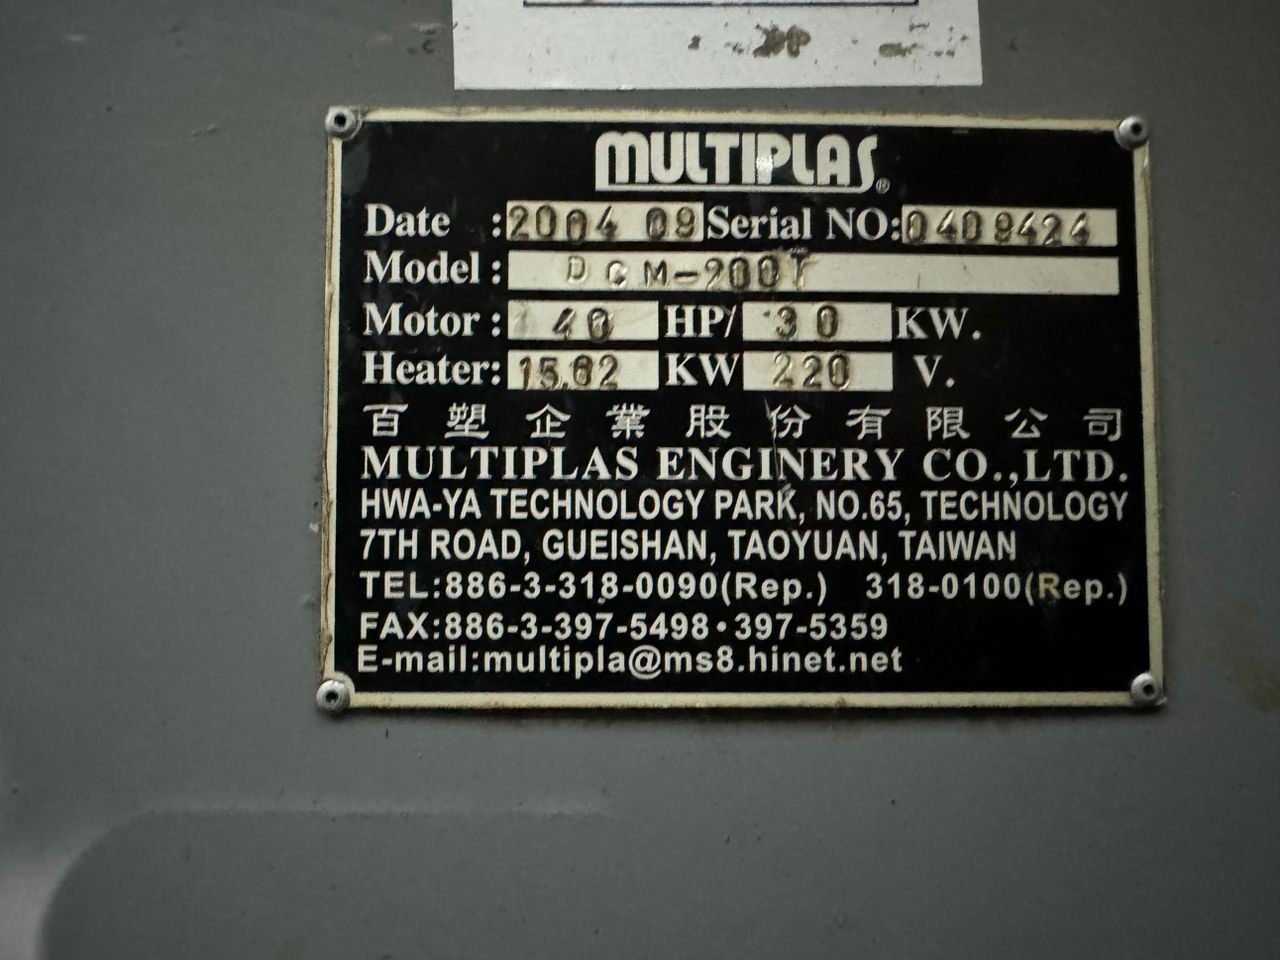 MULTIPLAS®
Date : 2004 09 Serial NO: 0409424
Model : DCM-200T
Motor : 40 HP/ 30 KW.
Heater: 15.62 KW 220 V.
百塑企業股份有限公司
MULTIPLAS ENGINERY CO.,LTD.
HWA-YA TECHNOLOGY PARK, NO.65, TECHNOLOGY
7TH ROAD, GUEISHAN, TAOYUAN, TAIWAN
TEL:886-3-318-0090(Rep.) 318-0100(Rep.)
FAX:886-3-397-5498•397-5359
E-mail:multipla@ms8.hinet.net